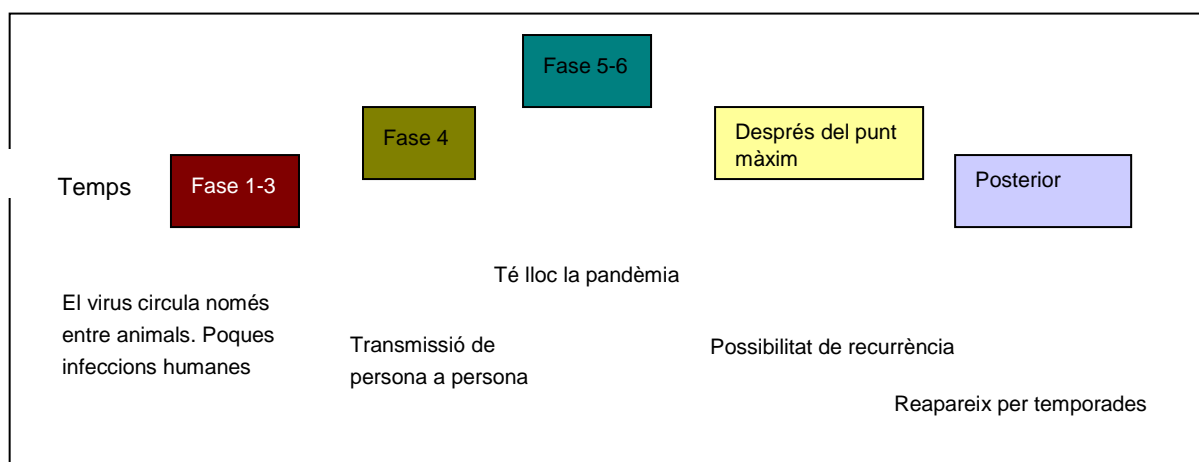 Fase 5-6
Fase 4
Després del punt
màxim
Temps
Fase 1-3
Posterior
Té lloc la pandèmia
El virus circula només
entre animals. Poques
infeccions humanes
Transmissió de
persona a persona
Possibilitat de recurrència
Reapareix per temporades